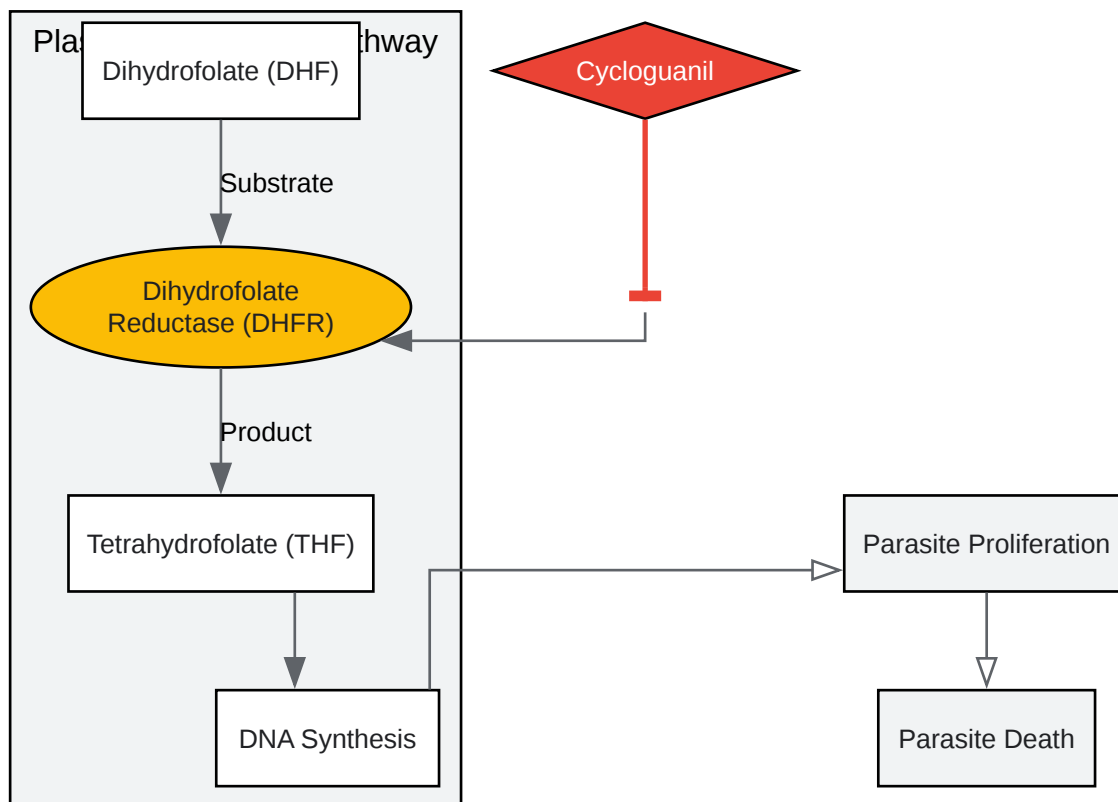 Dihydrofolate (DHF)
Cycloguanil
Substrate
Dihydrofolate
Reductase (DHFR)
Product
Tetrahydrofolate (THF)
Parasite Proliferation
DNA Synthesis
Parasite Death